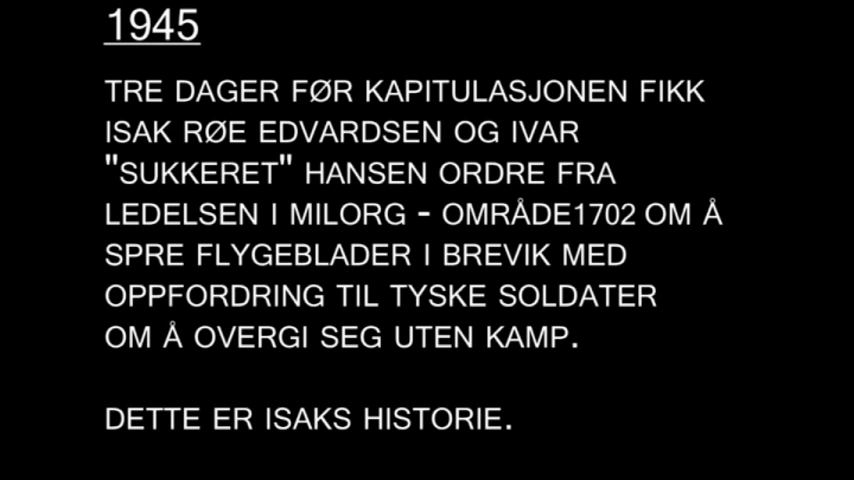 1945
TRE DAGER FØR KAPITULASJONEN FIKK
ISAK RØE EDVARDSEN OG IVAR
"SUKKERET" HANSEN ORDRE FRA
LEDELSEN I MILORG - OMRÅDE1702 OM Å
SPRE FLYGEBLADER I BREVIK MED
OPPFORDRING TIL TYSKE SOLDATER
OM Å OVERGI SEG UTEN KAMP.
DETTE ER ISAKS HISTORIE.